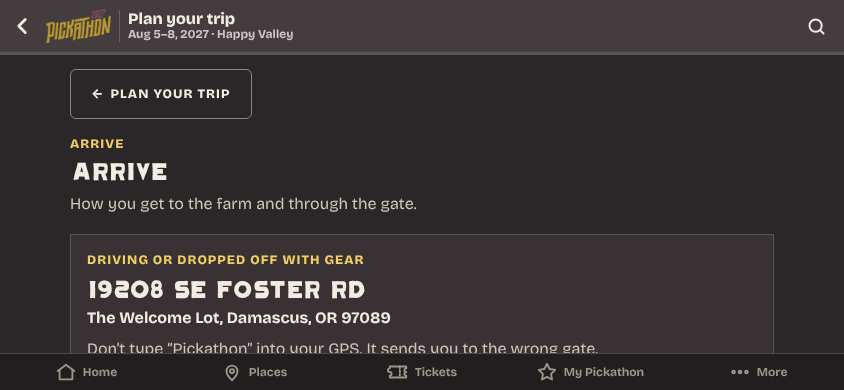 PICKATHON
Plan your trip
Aug 5–8, 2027 · Happy Valley
← PLAN YOUR TRIP
ARRIVE
ARRIVE
How you get to the farm and through the gate.
DRIVING OR DROPPED OFF WITH GEAR
19208 SE FOSTER RD
The Welcome Lot, Damascus, OR 97089
Don't type "Pickathon" into your GPS. It sends you to the wrong gate.
Home
Places
Tickets
My Pickathon
More